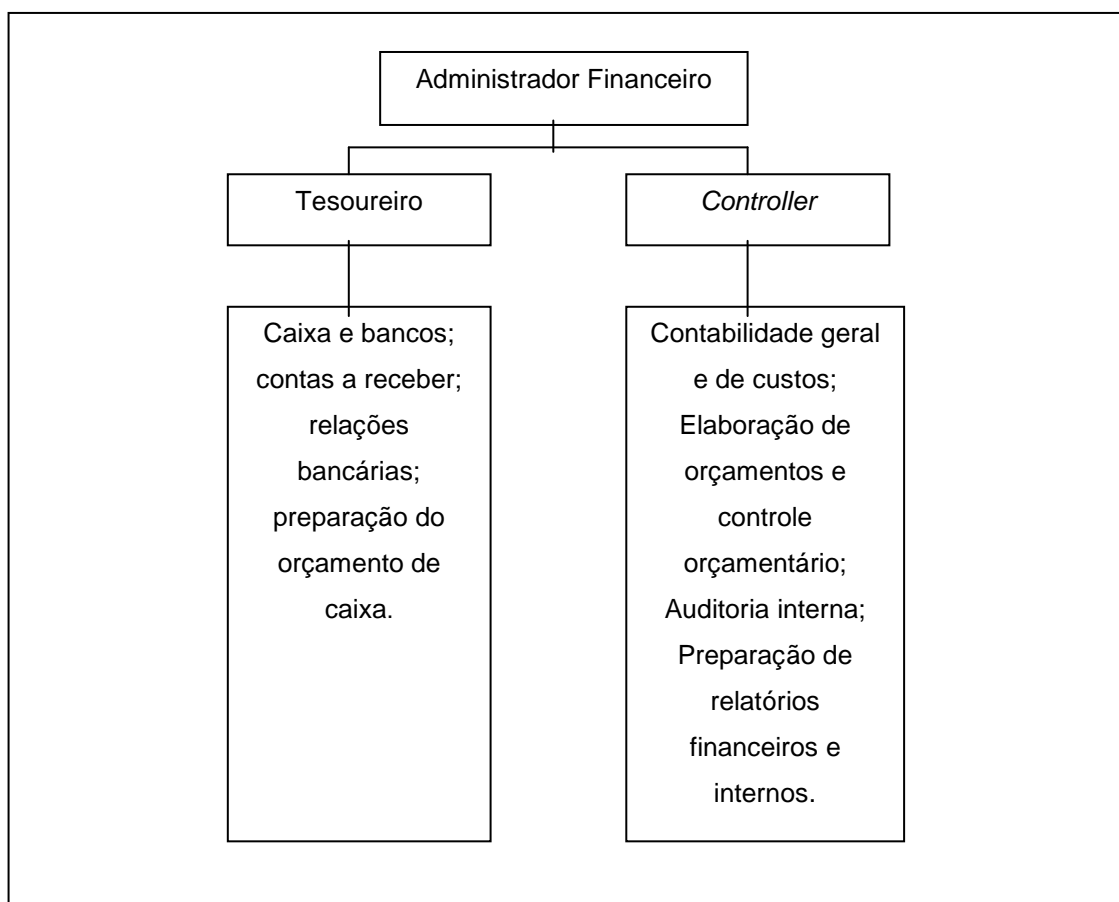 Administrador Financeiro
Tesoureiro
Controller
Caixa e bancos;
contas a receber;
relações
bancárias;
preparação do
orçamento de
caixa.
Contabilidade geral
e de custos;
Elaboração de
orçamentos e
controle
orçamentário;
Auditoria interna;
Preparação de
relatórios
financeiros e
internos.